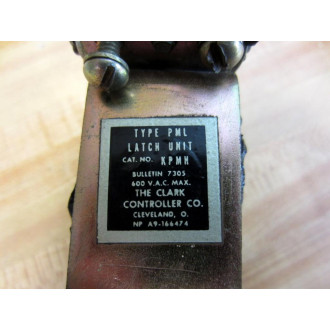 TYPE PML
LATCH UNIT
CAT. NO. KPMH
BULLETIN 7305
600 V.A.C. MAX.
THE CLARK
CONTROLLER CO.
CLEVELAND, O.
NP A9-166474